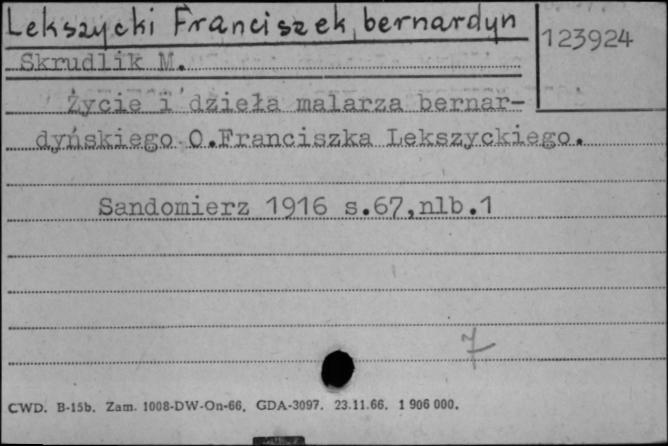 Lekszycki Franciszek, bernardyn
123924
Skrudlik M.
Życie i dzieła malarza bernar-
dyńskiego O.Franciszka Lekszyckiego.
Sandomierz 1916 s.67,nlb.1
7
CWD. B-15b. Zam. 1008-DW-On-66. GDA-3097. 23.11.66. 1 906 000.